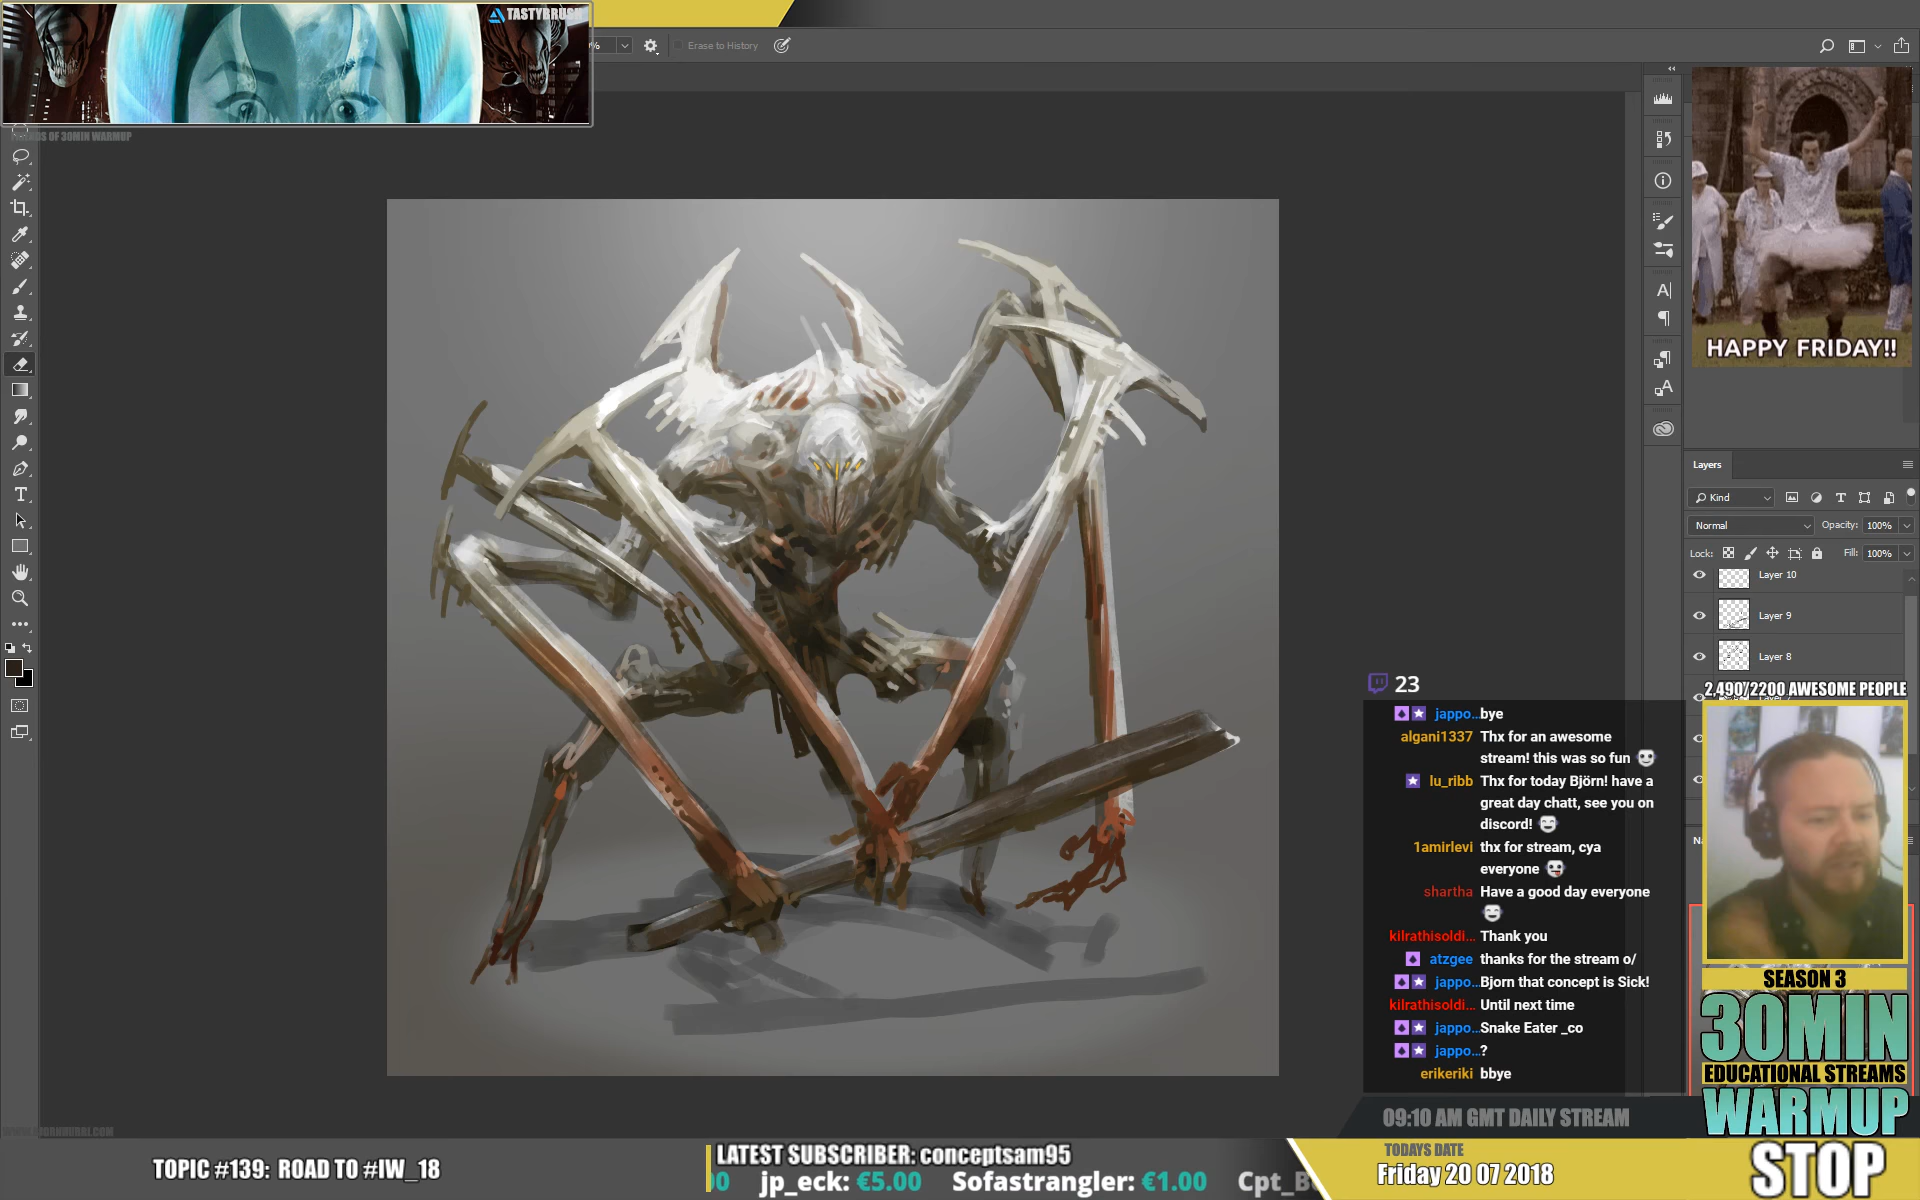 TASTYBRUSH
%
Erase to History
FRIENDS OF 30MIN WARMUP
HAPPY FRIDAY!!
Layers
Kind
Normal
Opacity: 100%
Lock:
Fill: 100%
Layer 10
Layer 9
Layer 8
2,490/2200 AWESOME PEOPLE
23
jappo... bye
algani1337 Thx for an awesome
stream! this was so fun
lu_ribb Thx for today Björn! have a
great day chatt, see you on
discord!
1amirlevi thx for stream, cya
everyone
shartha Have a good day everyone
kilrathisoldi... Thank you
atzgee thanks for the stream o/
jappo... Bjorn that concept is Sick!
kilrathisoldi... Until next time
jappo... Snake Eater _co
jappo... ?
erikeriki bbye
SEASON 3
30MIN
EDUCATIONAL STREAMS
WARMUP
STOP
09:10 AM GMT DAILY STREAM
TOPIC #139: ROAD TO #IW_18
LATEST SUBSCRIBER: conceptsam95
00 jp_eck: €5.00 Sofastrangler: €1.00 Cpt_B
TODAYS DATE
Friday 20 07 2018